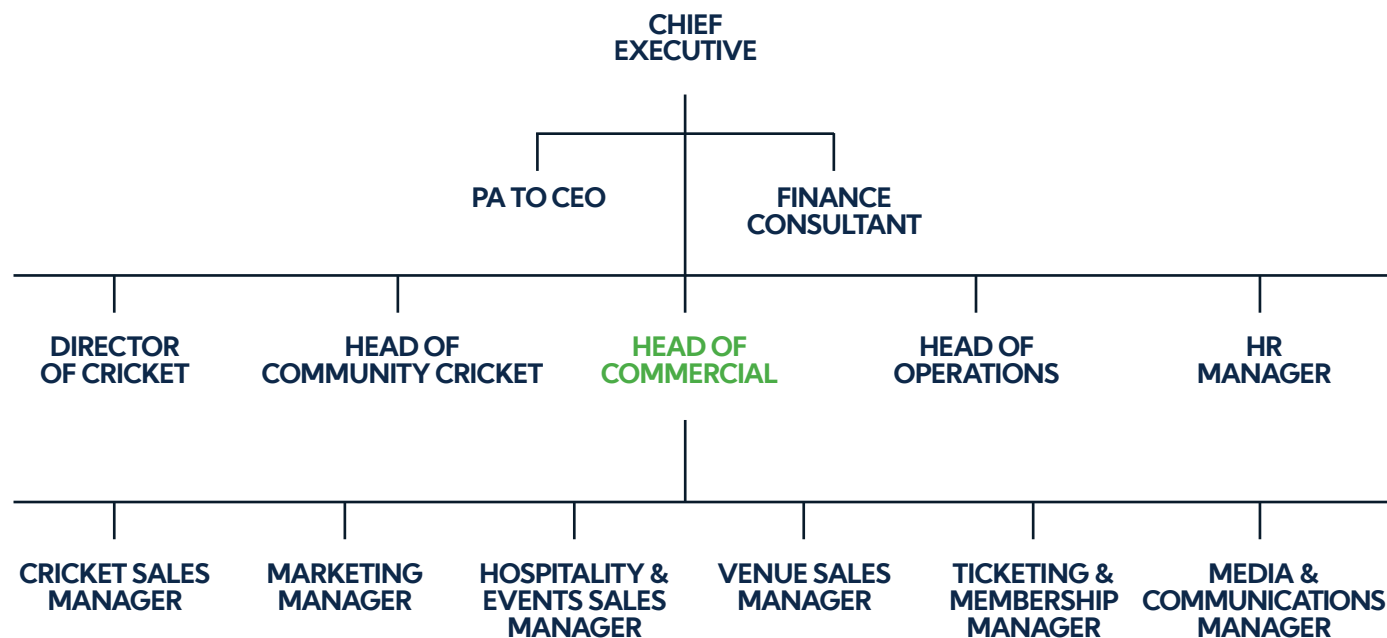 CHIEF
EXECUTIVE
PA TO CEO
FINANCE
CONSULTANT
DIRECTOR
OF CRICKET
HEAD OF
COMMUNITY CRICKET
HEAD OF
COMMERCIAL
HEAD OF
OPERATIONS
HR
MANAGER
CRICKET SALES
MANAGER
MARKETING
MANAGER
HOSPITALITY &
EVENTS SALES
MANAGER
VENUE SALES
MANAGER
TICKETING &
MEMBERSHIP
MANAGER
MEDIA &
COMMUNICATIONS
MANAGER